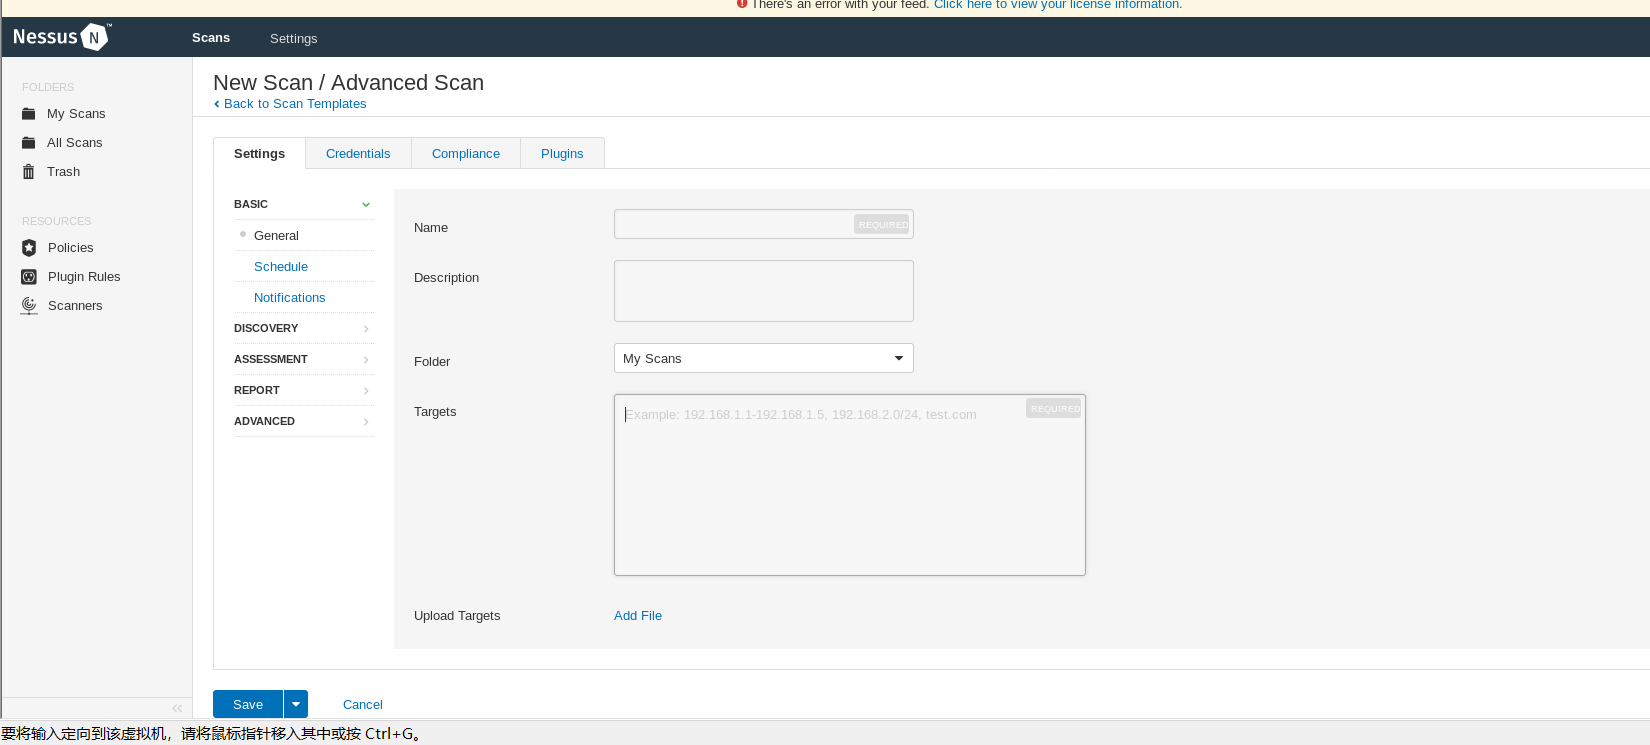 There's an error with your feed. Click here to view your license information.
Nessus N ™
Scans
Settings
FOLDERS
My Scans
All Scans
Trash
RESOURCES
Policies
Plugin Rules
Scanners
New Scan / Advanced Scan
Back to Scan Templates
Settings
Credentials
Compliance
Plugins
BASIC
General
Schedule
Notifications
DISCOVERY
ASSESSMENT
REPORT
ADVANCED
Name
REQUIRED
Description
Folder
My Scans
Targets
Example: 192.168.1.1-192.168.1.5, 192.168.2.0/24, test.com
REQUIRED
Upload Targets
Add File
Save
Cancel
要将输入定向到该虚拟机，请将鼠标指针移入其中或按 Ctrl+G。